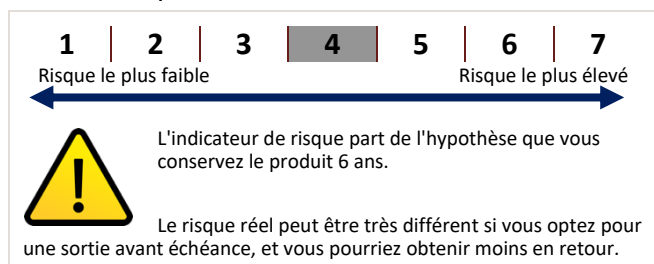 1 2 3 4 5 6 7
Risque le plus faible Risque le plus élevé
L'indicateur de risque part de l'hypothèse que vous
conservez le produit 6 ans.
Le risque réel peut être très différent si vous optez pour
une sortie avant échéance, et vous pourriez obtenir moins en retour.